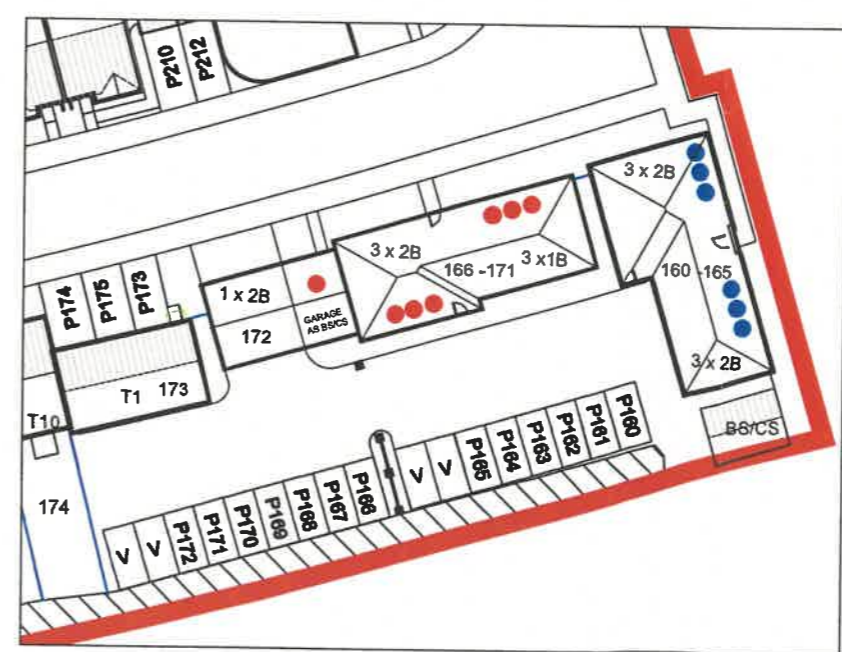 P210
P212
3 x 2B
3 x 2B
166 -171
3 x1B
160 -165
P174
P175
P173
1 x 2B
172
GARAGE
AS BS/CS
3 x 2B
T1
173
T10
BS/CS
174
V
V
P172
P171
P170
P169
P168
P167
P166
V
V
P165
P164
P163
P162
P161
P160